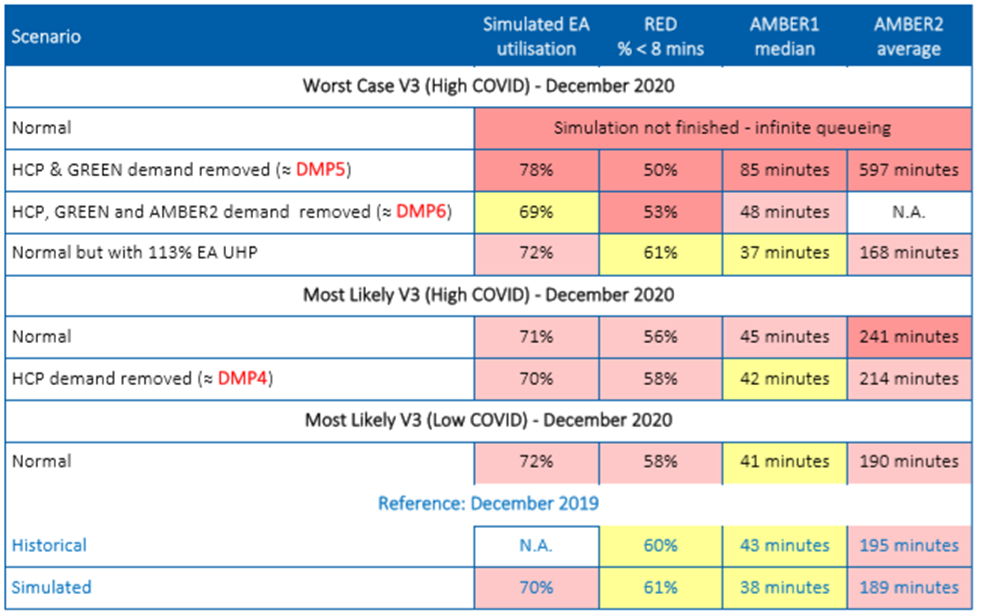 Scenario Simulated EA utilisation RED % < 8 mins AMBER1 median AMBER2 average
Worst Case V3 (High COVID) - December 2020
Normal Simulation not finished - infinite queueing
HCP & GREEN demand removed (≈ DMP5) 78% 50% 85 minutes 597 minutes
HCP, GREEN and AMBER2 demand removed (≈ DMP6) 69% 53% 48 minutes N.A.
Normal but with 113% EA UHP 72% 61% 37 minutes 168 minutes
Most Likely V3 (High COVID) - December 2020
Normal 71% 56% 45 minutes 241 minutes
HCP demand removed (≈ DMP4) 70% 58% 42 minutes 214 minutes
Most Likely V3 (Low COVID) - December 2020
Normal 72% 58% 41 minutes 190 minutes
Reference: December 2019
Historical N.A. 60% 43 minutes 195 minutes
Simulated 70% 61% 38 minutes 189 minutes